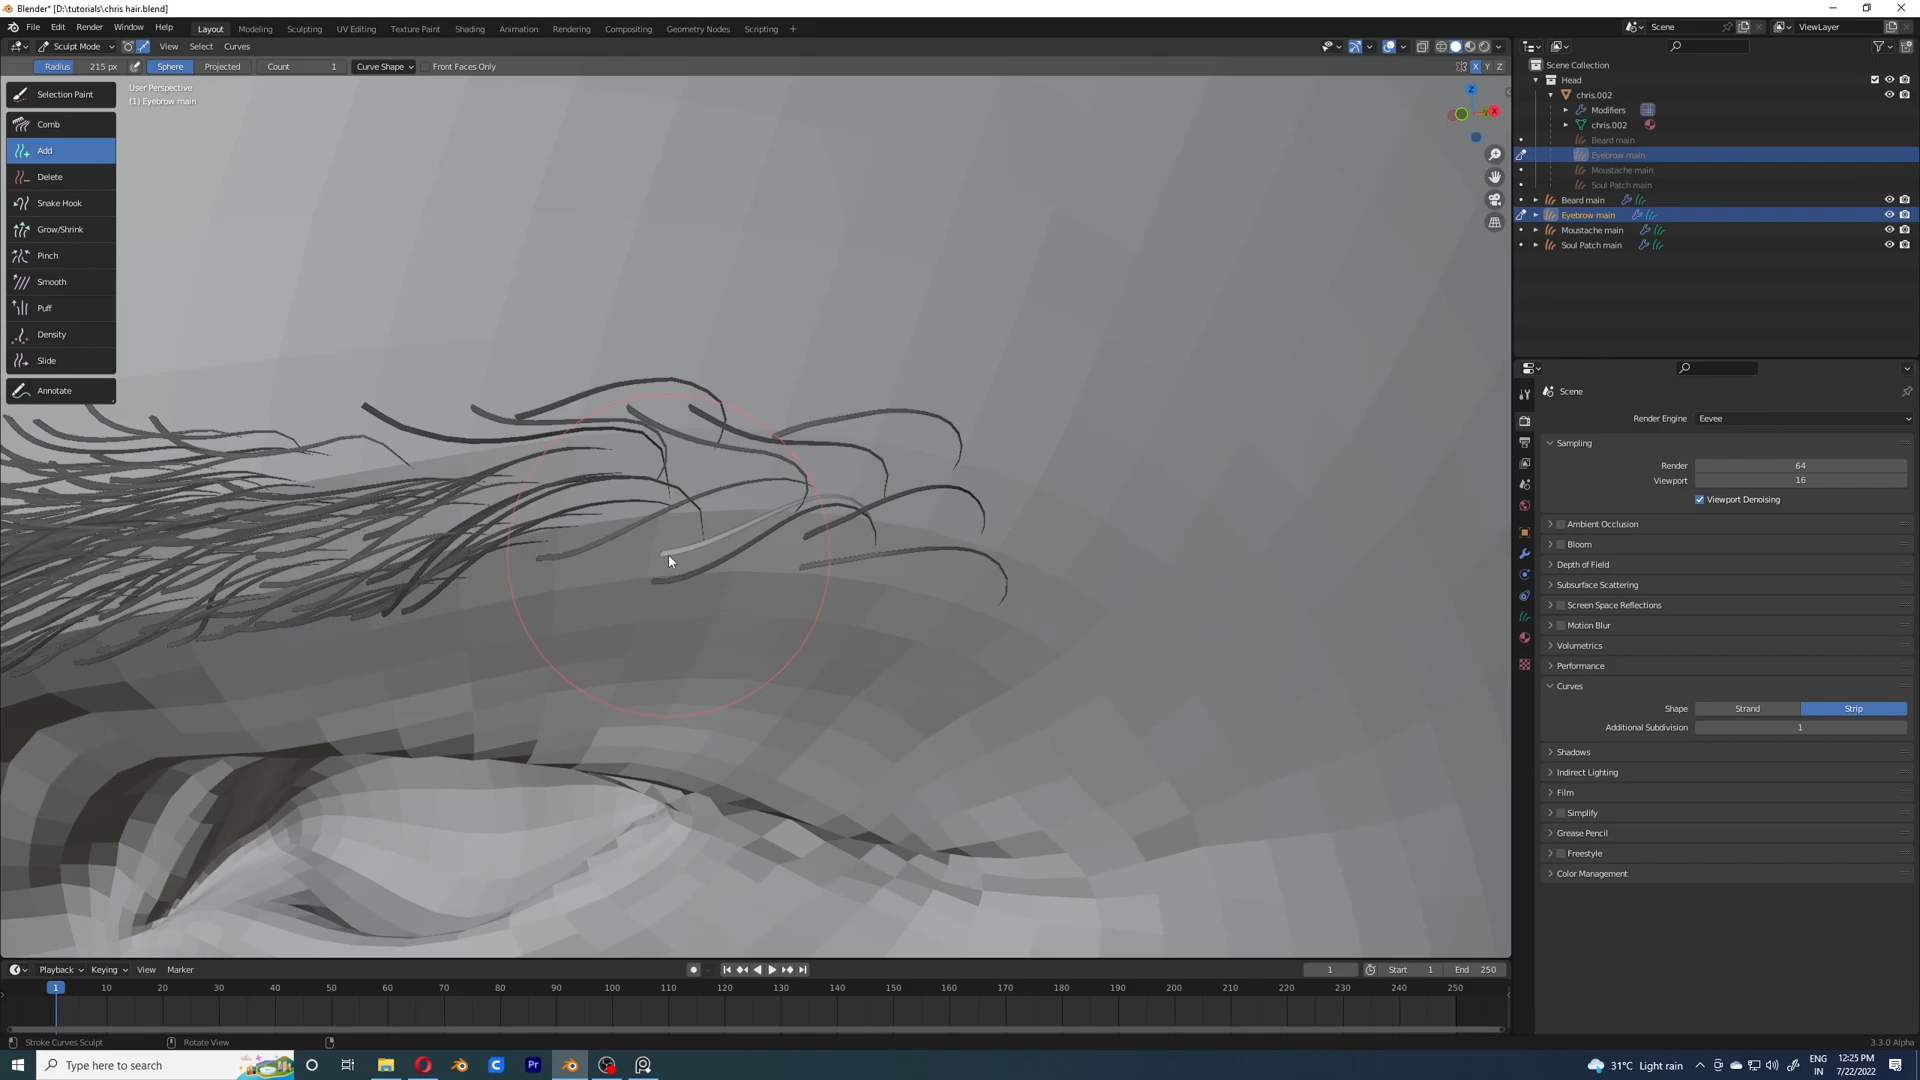 Blender* [D:\tutorials\chris hair.blend]
File Edit Render Window Help
Layout Modeling Sculpting UV Editing Texture Paint Shading Animation Rendering Compositing Geometry Nodes Scripting +
Scene
ViewLayer
Sculpt Mode View Select Curves
Radius 215 px Sphere Projected Count 1 Curve Shape Front Faces Only
X Y Z
User Perspective
(1) Eyebrow main
Selection Paint
Comb
Add
Delete
Snake Hook
Grow/Shrink
Pinch
Smooth
Puff
Density
Slide
Annotate
Z
X
Scene Collection
Head
chris.002
Modifiers
chris.002
Beard main
Eyebrow main
Moustache main
Soul Patch main
Beard main
Eyebrow main
Moustache main
Soul Patch main
Scene
Render Engine Eevee
Sampling
Render 64
Viewport 16
Viewport Denoising
Ambient Occlusion
Bloom
Depth of Field
Subsurface Scattering
Screen Space Reflections
Motion Blur
Volumetrics
Performance
Curves
Shape Strand Strip
Additional Subdivision 1
Shadows
Indirect Lighting
Film
Simplify
Grease Pencil
Freestyle
Color Management
Playback Keying View Marker
1 Start 1 End 250
1 10 20 30 40 50 60 70 80 90 100 110 120 130 140 150 160 170 180 190 200 210 220 230 240 250
Stroke Curves Sculpt Rotate View
3.3.0 Alpha
Type here to search
Pr
31°C Light rain
ENG
IN
12:25 PM
7/22/2022